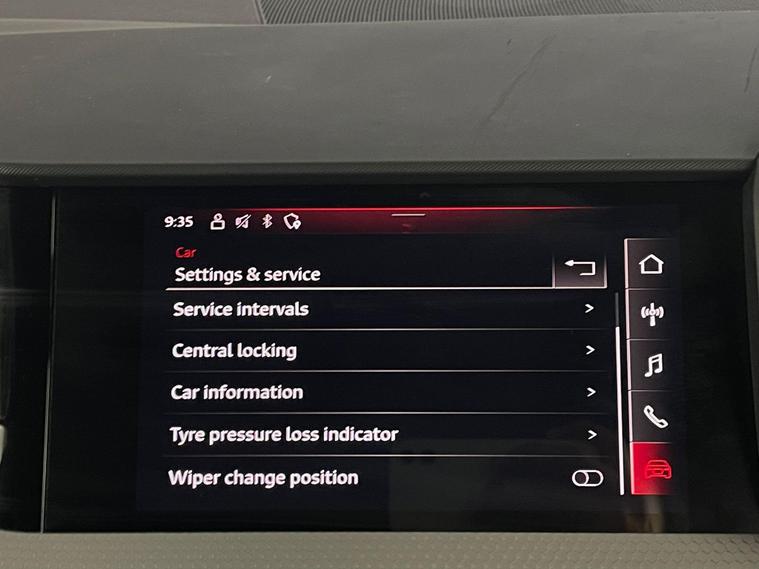 9:35
Car
Settings & service
Service intervals
Central locking
Car information
Tyre pressure loss indicator
Wiper change position